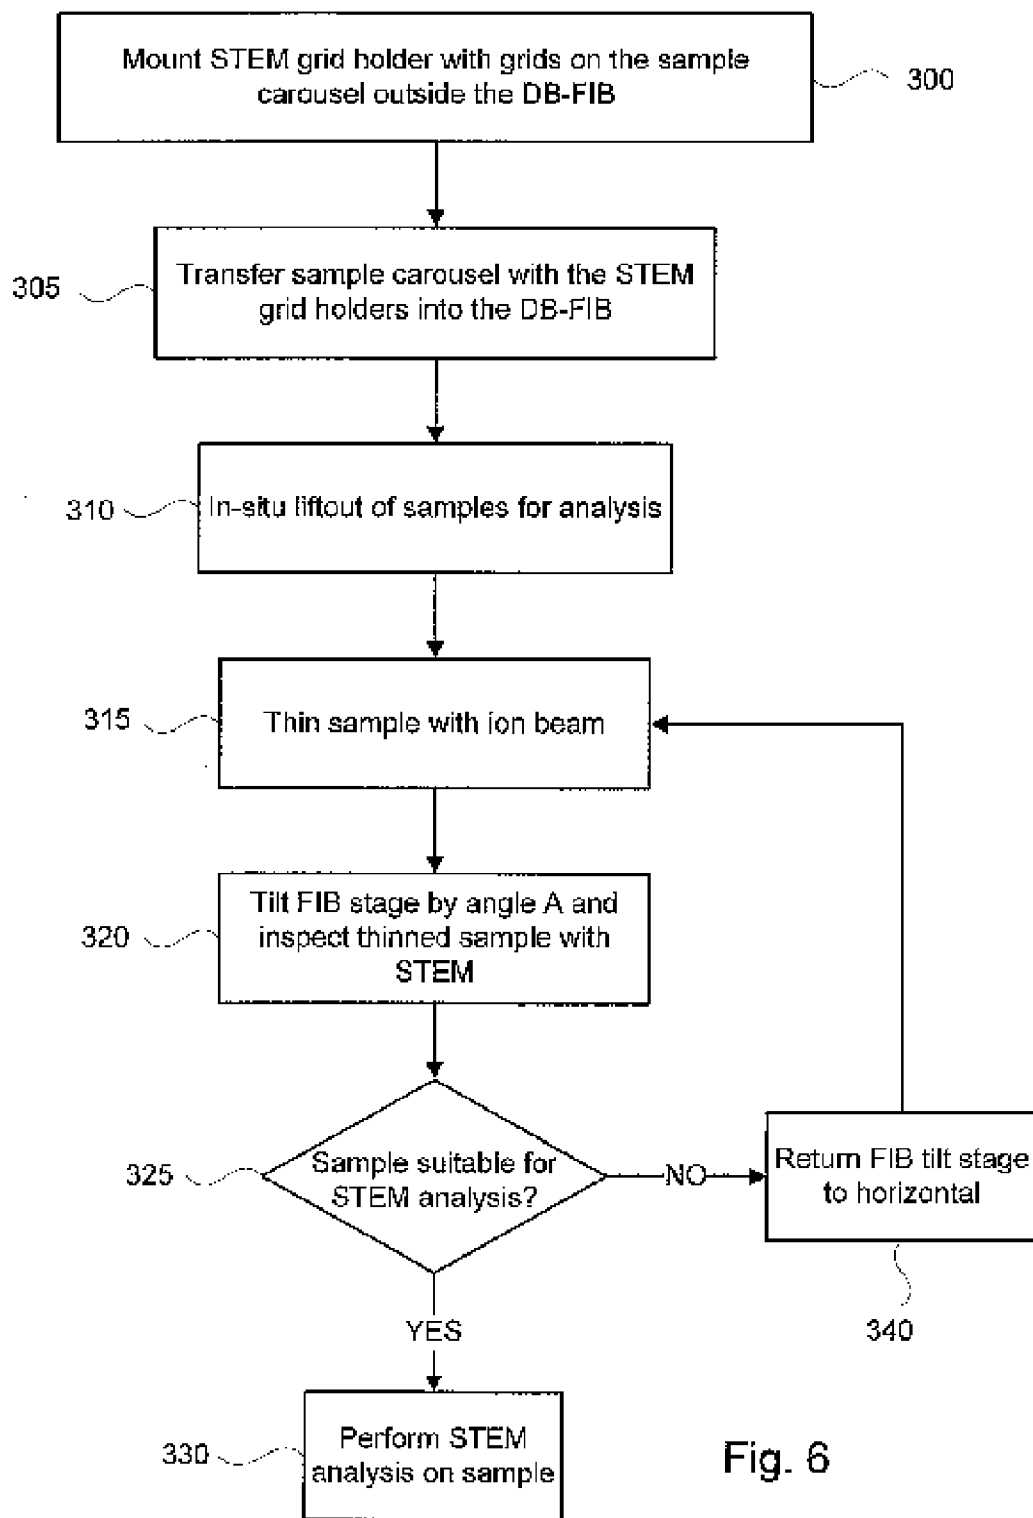 Mount STEM grid holder with grids on the sample
carousel outside the DB-FIB
300
305
Transfer sample carousel with the STEM
grid holders into the DB-FIB
310
In-situ liftout of samples for analysis
315
Thin sample with ion beam
320
Tilt FIB stage by angle A and
inspect thinned sample with
STEM
325
Sample suitable for
STEM analysis?
NO
Return FIB tilt stage
to horizontal
340
YES
330
Perform STEM
analysis on sample
Fig. 6